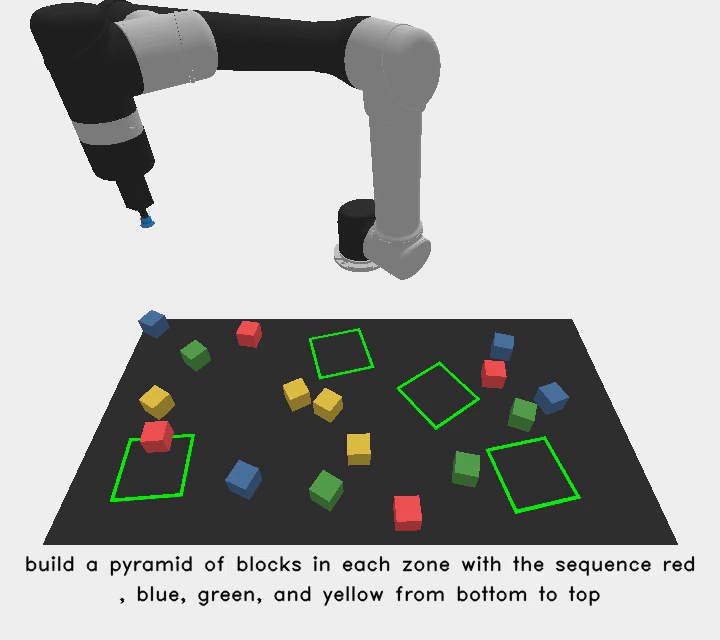 build a pyramid of blocks in each zone with the sequence red
, blue, green, and yellow from bottom to top